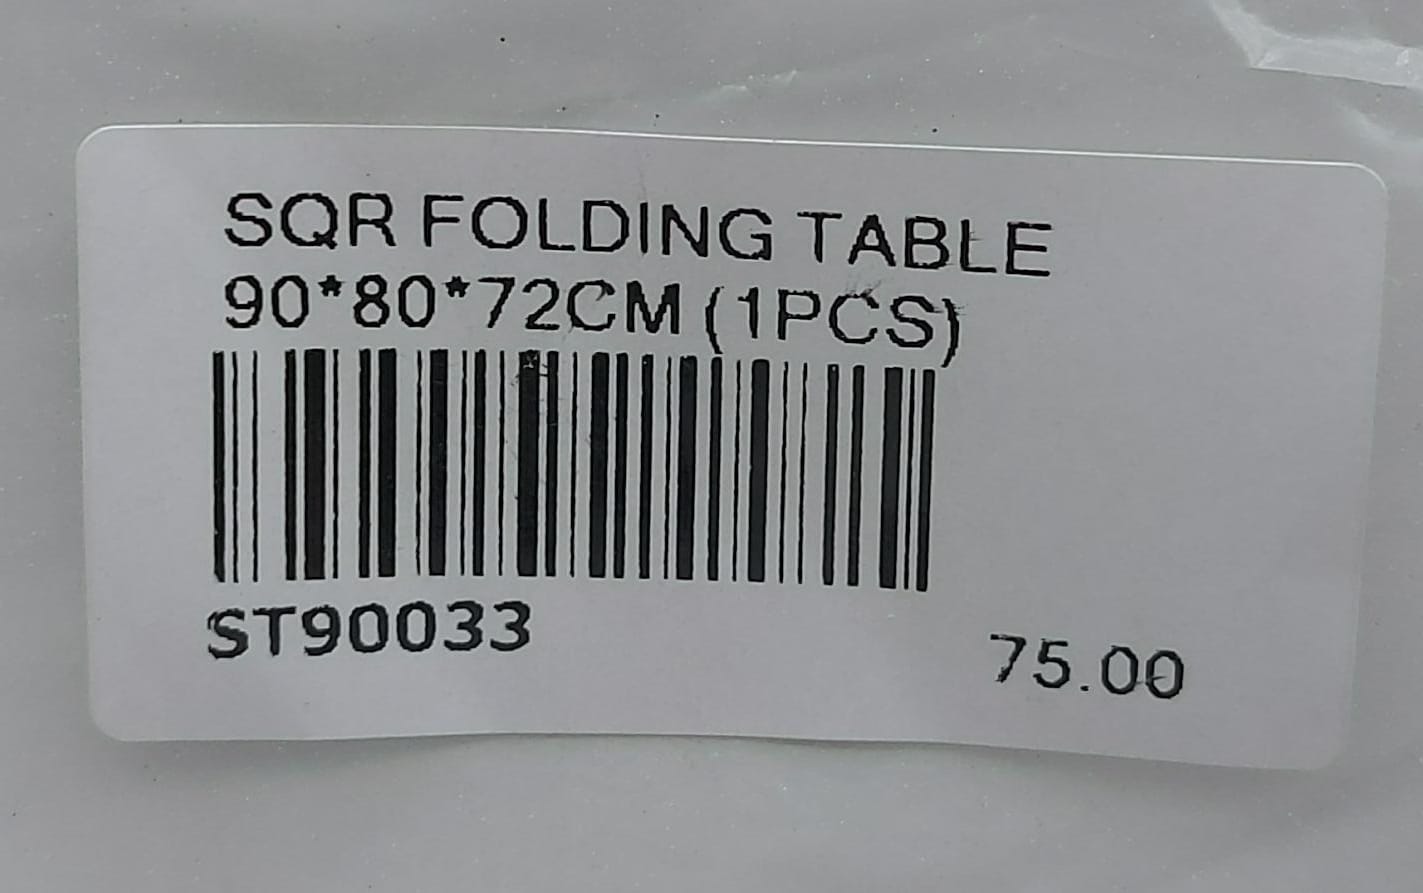 SQR FOLDING TABLE
90*80*72CM (1PCS)
ST90033
75.00